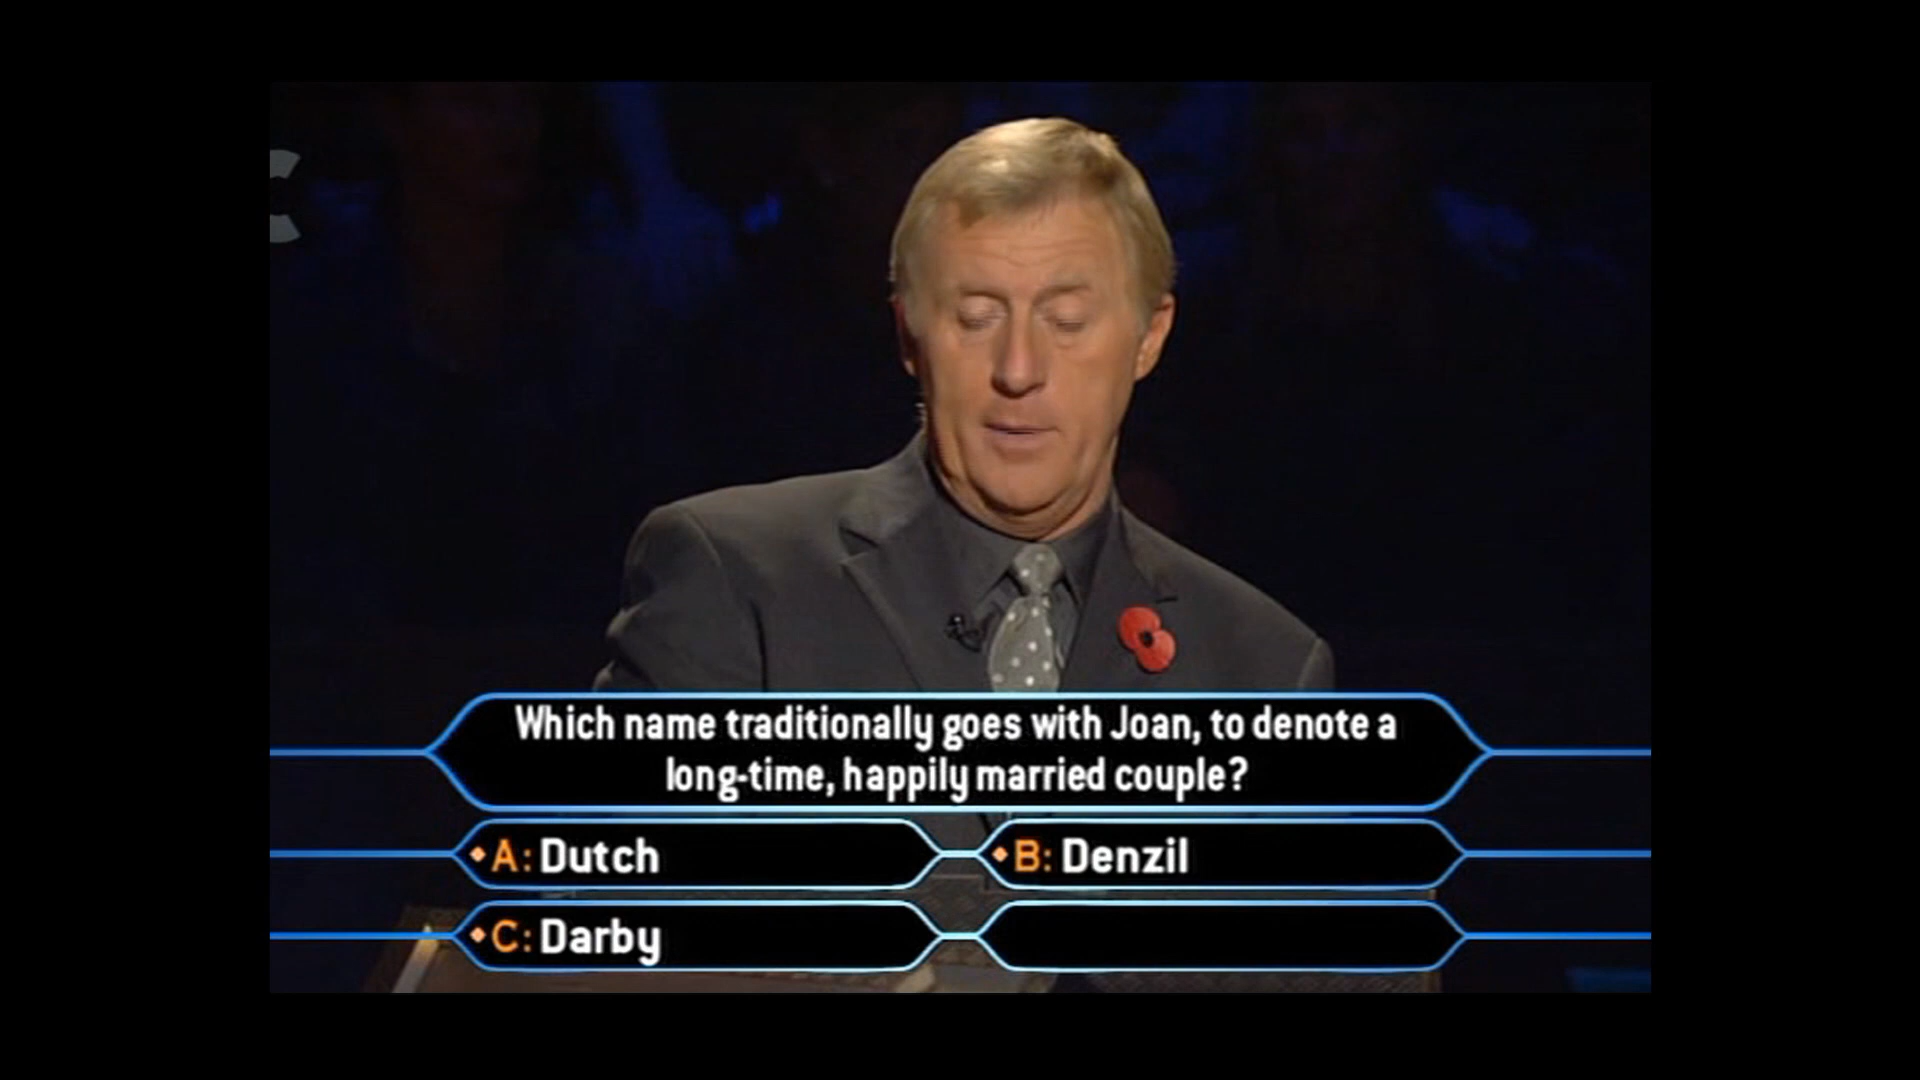 Which name traditionally goes with Joan, to denote a
long-time, happily married couple?
A: Dutch
B: Denzil
C: Darby